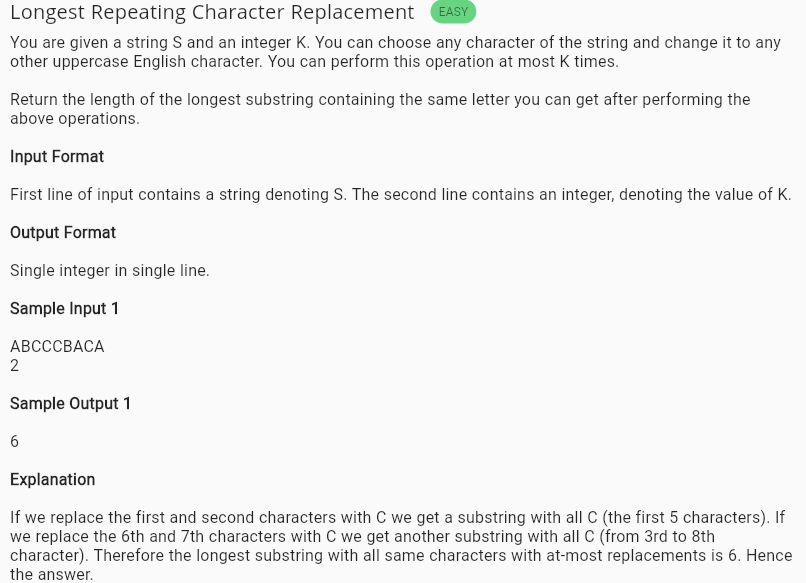 Longest Repeating Character Replacement EASY
You are given a string S and an integer K. You can choose any character of the string and change it to any
other uppercase English character. You can perform this operation at most K times.
Return the length of the longest substring containing the same letter you can get after performing the
above operations.
Input Format
First line of input contains a string denoting S. The second line contains an integer, denoting the value of K.
Output Format
Single integer in single line.
Sample Input 1
ABCCCBACA
2
Sample Output 1
6
Explanation
If we replace the first and second characters with C we get a substring with all C (the first 5 characters). If
we replace the 6th and 7th characters with C we get another substring with all C (from 3rd to 8th
character). Therefore the longest substring with all same characters with at-most replacements is 6. Hence
the answer.